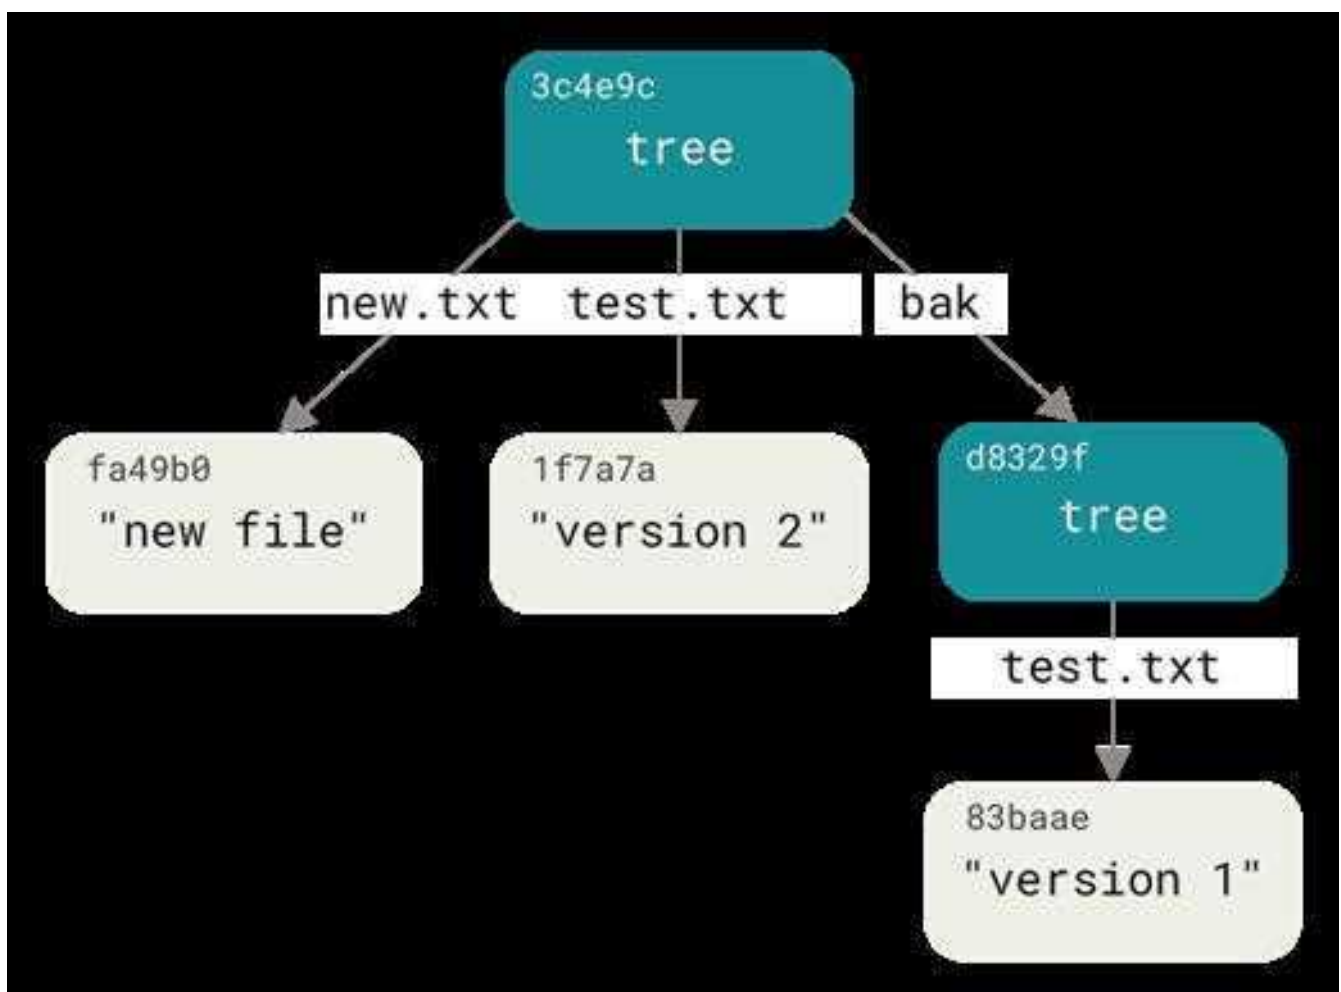 3c4e9c
tree
new.txt test.txt bak
fa49b0
"new file"
1f7a7a
"version 2"
d8329f
tree
test.txt
83baae
"version 1"